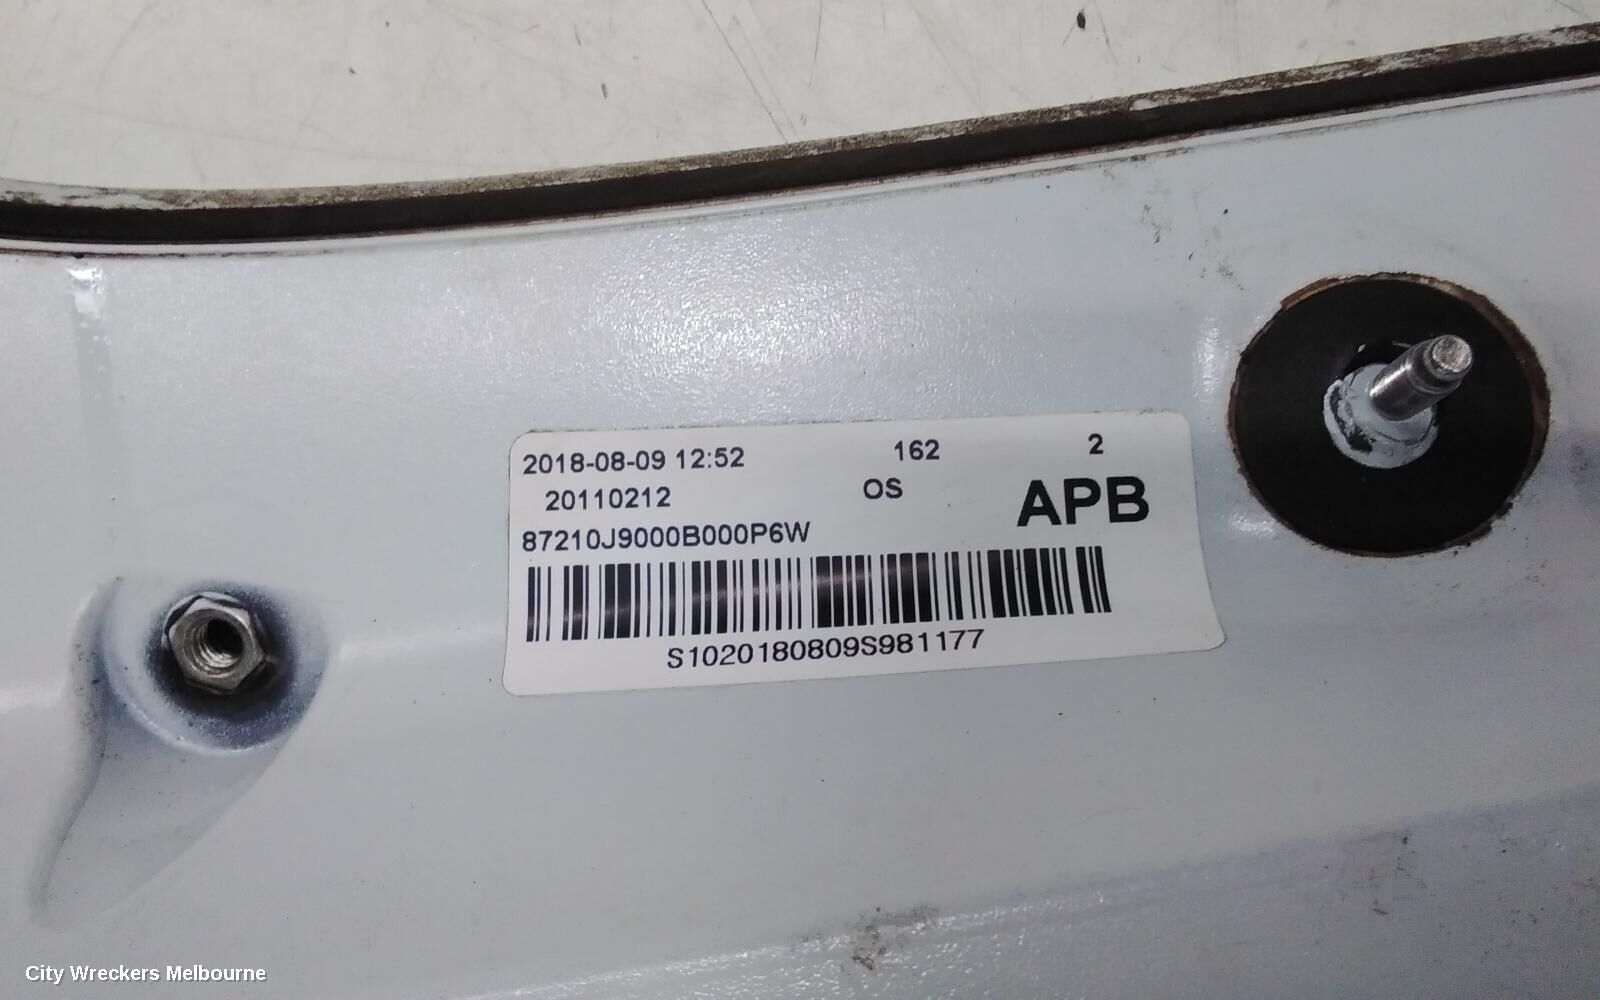 2018-08-09 12:52 162 2
20110212 OS APB
87210J9000B000P6W
S1020180809S981177
City Wreckers Melbourne